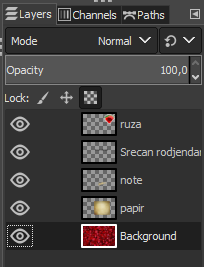 Layers Channels Paths
Mode Normal
Opacity 100,0
Lock:
ruza
Srecan rodjendan
note
papir
Background